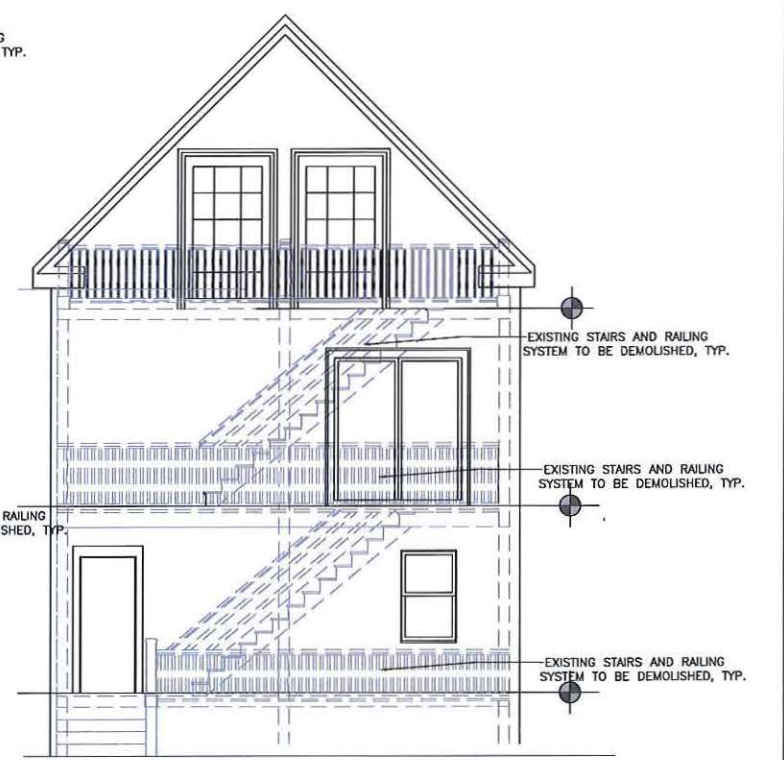 TYP.
EXISTING STAIRS AND RAILING
SYSTEM TO BE DEMOLISHED, TYP.
EXISTING STAIRS AND RAILING
SYSTEM TO BE DEMOLISHED, TYP.
RAILING
SHED, TYP.
EXISTING STAIRS AND RAILING
SYSTEM TO BE DEMOLISHED, TYP.